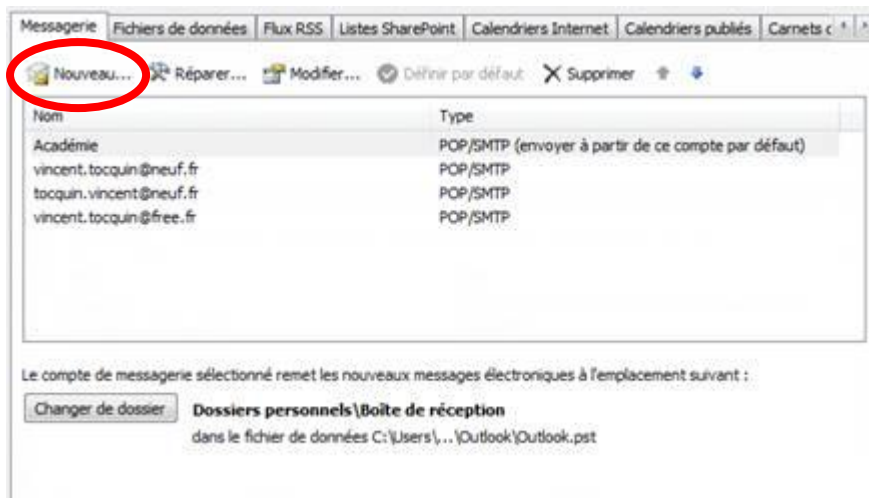 Messagerie Fichiers de données Flux RSS Listes SharePoint Calendriers Internet Calendriers publiés Carnets
Nouveau... Réparer... Modifier... Définir par défaut Supprimer
Nom Type
Académie POP/SMTP (envoyer à partir de ce compte par défaut)
vincent.tocquin@neuf.fr POP/SMTP
tocquin.vincent@neuf.fr POP/SMTP
vincent.tocquin@free.fr POP/SMTP
Le compte de messagerie sélectionné remet les nouveaux messages électroniques à l'emplacement suivant :
Changer de dossier Dossiers personnels\Boîte de réception
dans le fichier de données C:\Users\...\Outlook\Outlook.pst